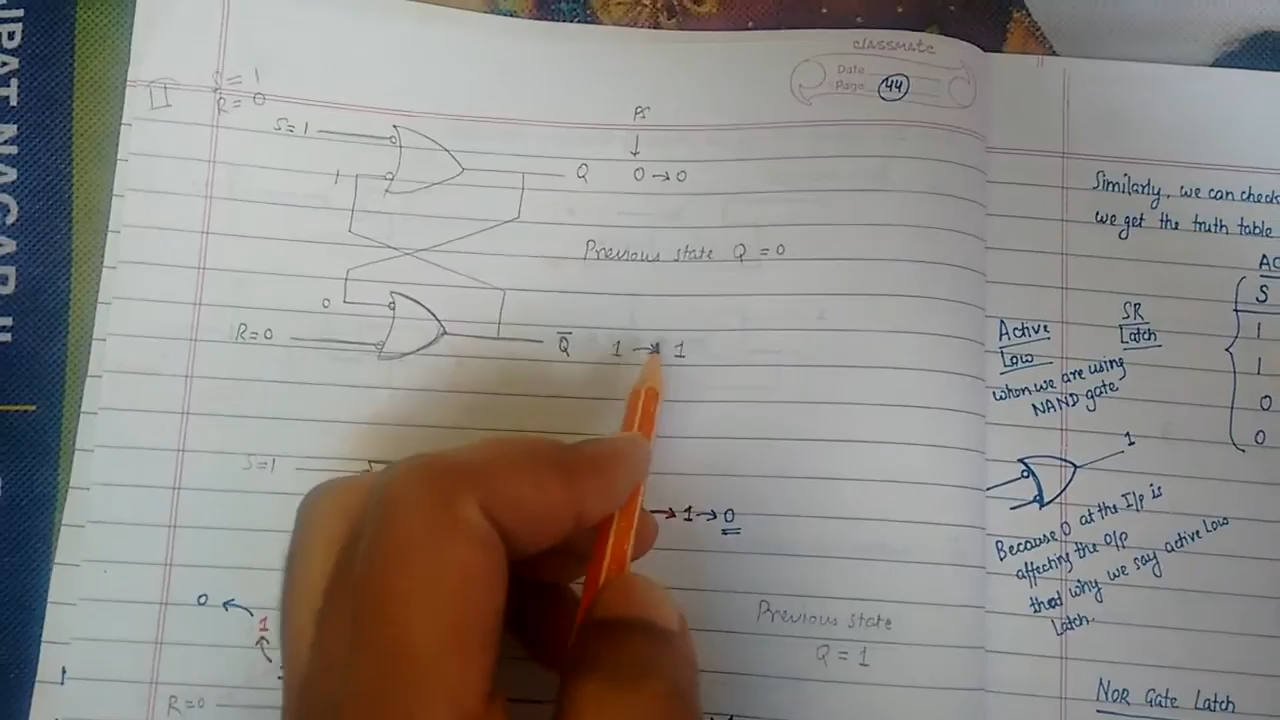 classmate
Date
Page 44
II
S = 1
R = 0
PS
S=1
1
Q
0→0
Previous state Q = 0
0
R=0
Q̅
1 → 1
S=1
→1→0
0
1
Previous state
Q = 1
R=0
Similarly, we can check
we get the truth table
S
1
1
0
0
Active
Low
SR
Latch
when we are using
NAND gate
1
Because 0 at the I/p is
affecting the O/p
that why we say active Low
Latch.
NOR Gate Latch